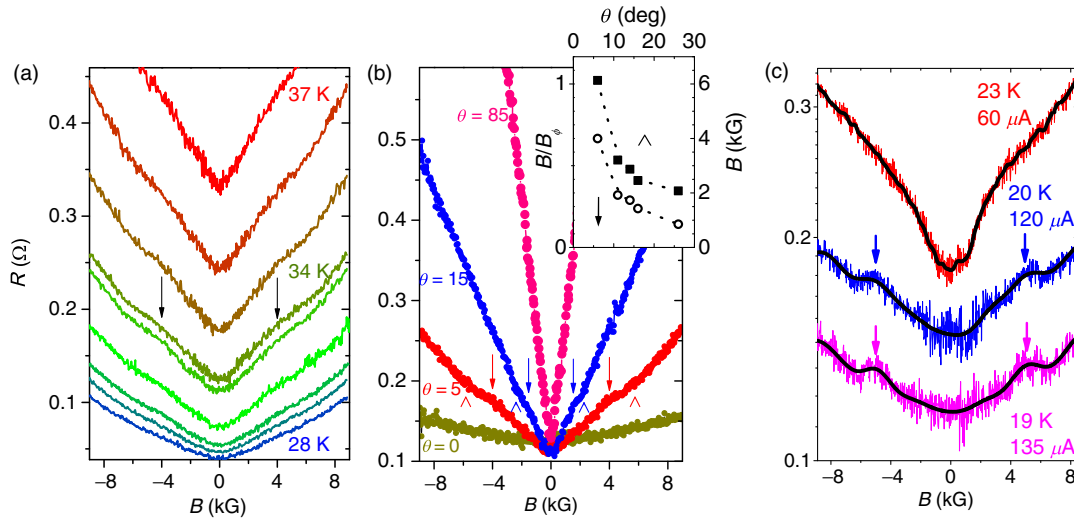 (a)
37 K
34 K
28 K
R (Ω)
0.4
0.3
0.2
0.1
−8 −4 0 4 8
B (kG)
(b)
θ = 85
θ = 15
θ = 5
θ = 0
0.5
0.4
0.3
0.2
0.1
−8 −4 0 4 8
B (kG)
θ (deg)
0 10 20 30
B/Bϕ
1
0
6
4
2
0
B (kG)
(c)
23 K
60 μA
20 K
120 μA
19 K
135 μA
0.3
0.2
0.1
−8 −4 0 4 8
B (kG)